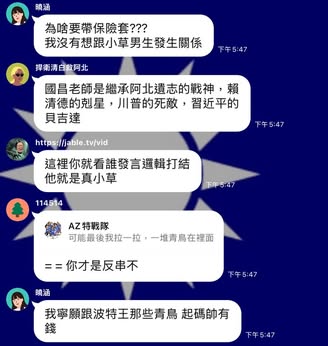 曉涵
為啥要帶保險套???
我沒有想跟小草男生發生關係
下午5:47
捍衛清白救阿北
國昌老師是繼承阿北遺志的戰神，賴
清德的剋星，川普的死敵，習近平的
貝吉達
下午5:47
https://jable.tv/vid
這裡你就看誰發言邏輯打結
他就是真小草
下午5:47
114514
AZ特戰隊
可能最後我拉一拉，一堆青鳥在裡面
= = 你才是反串不
下午5:47
曉涵
我寧願跟波特王那些青鳥 起碼帥有
錢
下午5:47